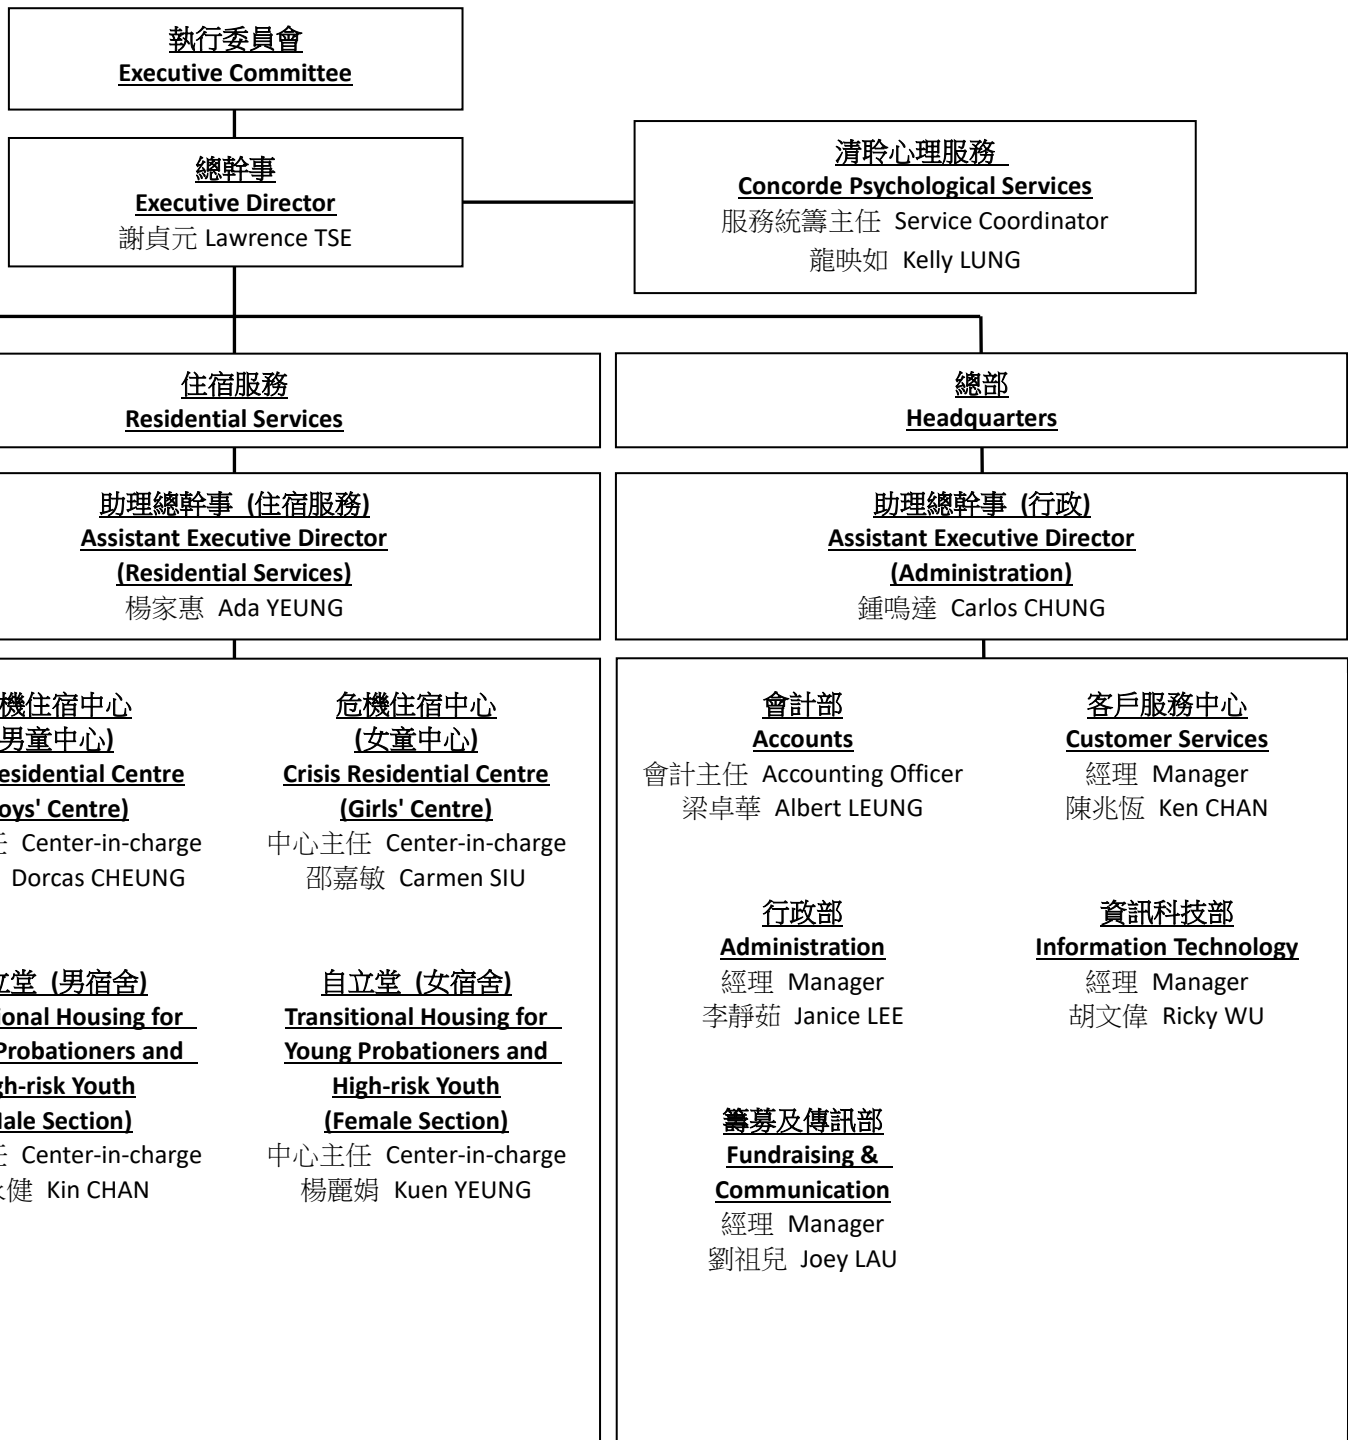 執行委員會
Executive Committee
總幹事
Executive Director
謝貞元 Lawrence TSE
清聆心理服務
Concorde Psychological Services
服務統籌主任 Service Coordinator
龍映如 Kelly LUNG
住宿服務
Residential Services
總部
Headquarters
助理總幹事 (住宿服務)
Assistant Executive Director
(Residential Services)
楊家惠 Ada YEUNG
助理總幹事 (行政)
Assistant Executive Director
(Administration)
鍾鳴達 Carlos CHUNG
機住宿中心
男童中心)
esidential Centre
oys' Centre)
Center-in-charge
Dorcas CHEUNG
危機住宿中心
(女童中心)
Crisis Residential Centre
(Girls' Centre)
中心主任 Center-in-charge
邵嘉敏 Carmen SIU
立堂 (男宿舍)
ional Housing for
Probationers and
gh-risk Youth
ale Section)
Center-in-charge
健 Kin CHAN
自立堂 (女宿舍)
Transitional Housing for
Young Probationers and
High-risk Youth
(Female Section)
中心主任 Center-in-charge
楊麗娟 Kuen YEUNG
會計部
Accounts
會計主任 Accounting Officer
梁卓華 Albert LEUNG
客戶服務中心
Customer Services
經理 Manager
陳兆恆 Ken CHAN
行政部
Administration
經理 Manager
李靜茹 Janice LEE
資訊科技部
Information Technology
經理 Manager
胡文偉 Ricky WU
籌募及傳訊部
Fundraising &
Communication
經理 Manager
劉祖兒 Joey LAU